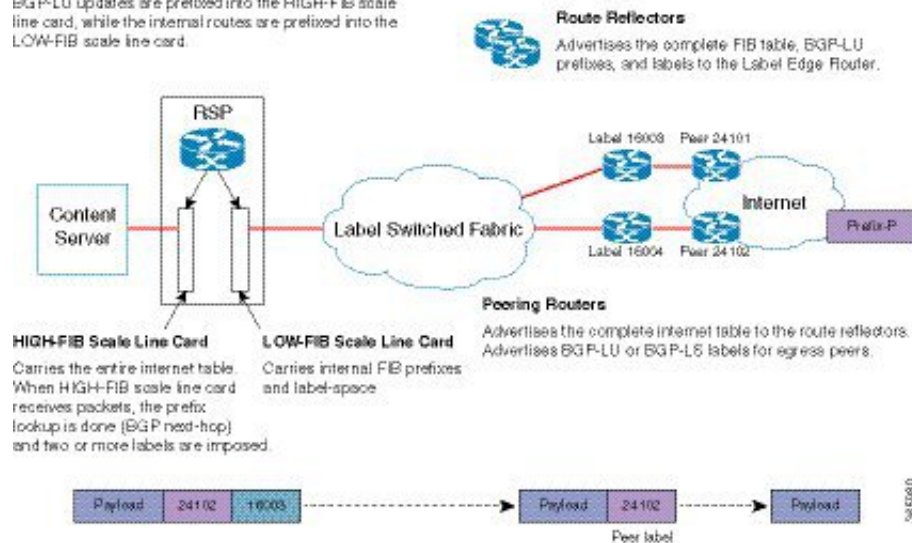 BGP-LU updates are prefixed into the HIGH-FIB scale
line card, while the internal routes are prefixed into the
LOW-FIB scale line card.
Route Reflectors
Advertises the complete FIB table, BGP-LU
prefixes, and labels to the Label Edge Router.
RSP
Label 16003 Peer 24101
Content
Server
Label Switched Fabric
Internet
Prefix-P
Label 16004 Peer 24102
Peering Routers
Advertises the complete internet table to the route reflectors.
Advertises BGP-LU or BGP-LS labels for egress peers.
HIGH-FIB Scale Line Card
Carries the entire internet table.
When HIGH-FIB scale line card
receives packets, the prefix
lookup is done (BGP next-hop)
and two or more labels are imposed.
LOW-FIB Scale Line Card
Carries internal FIB prefixes
and label-space
Payload 24102 16003
Payload 24102
Payload
Peer label